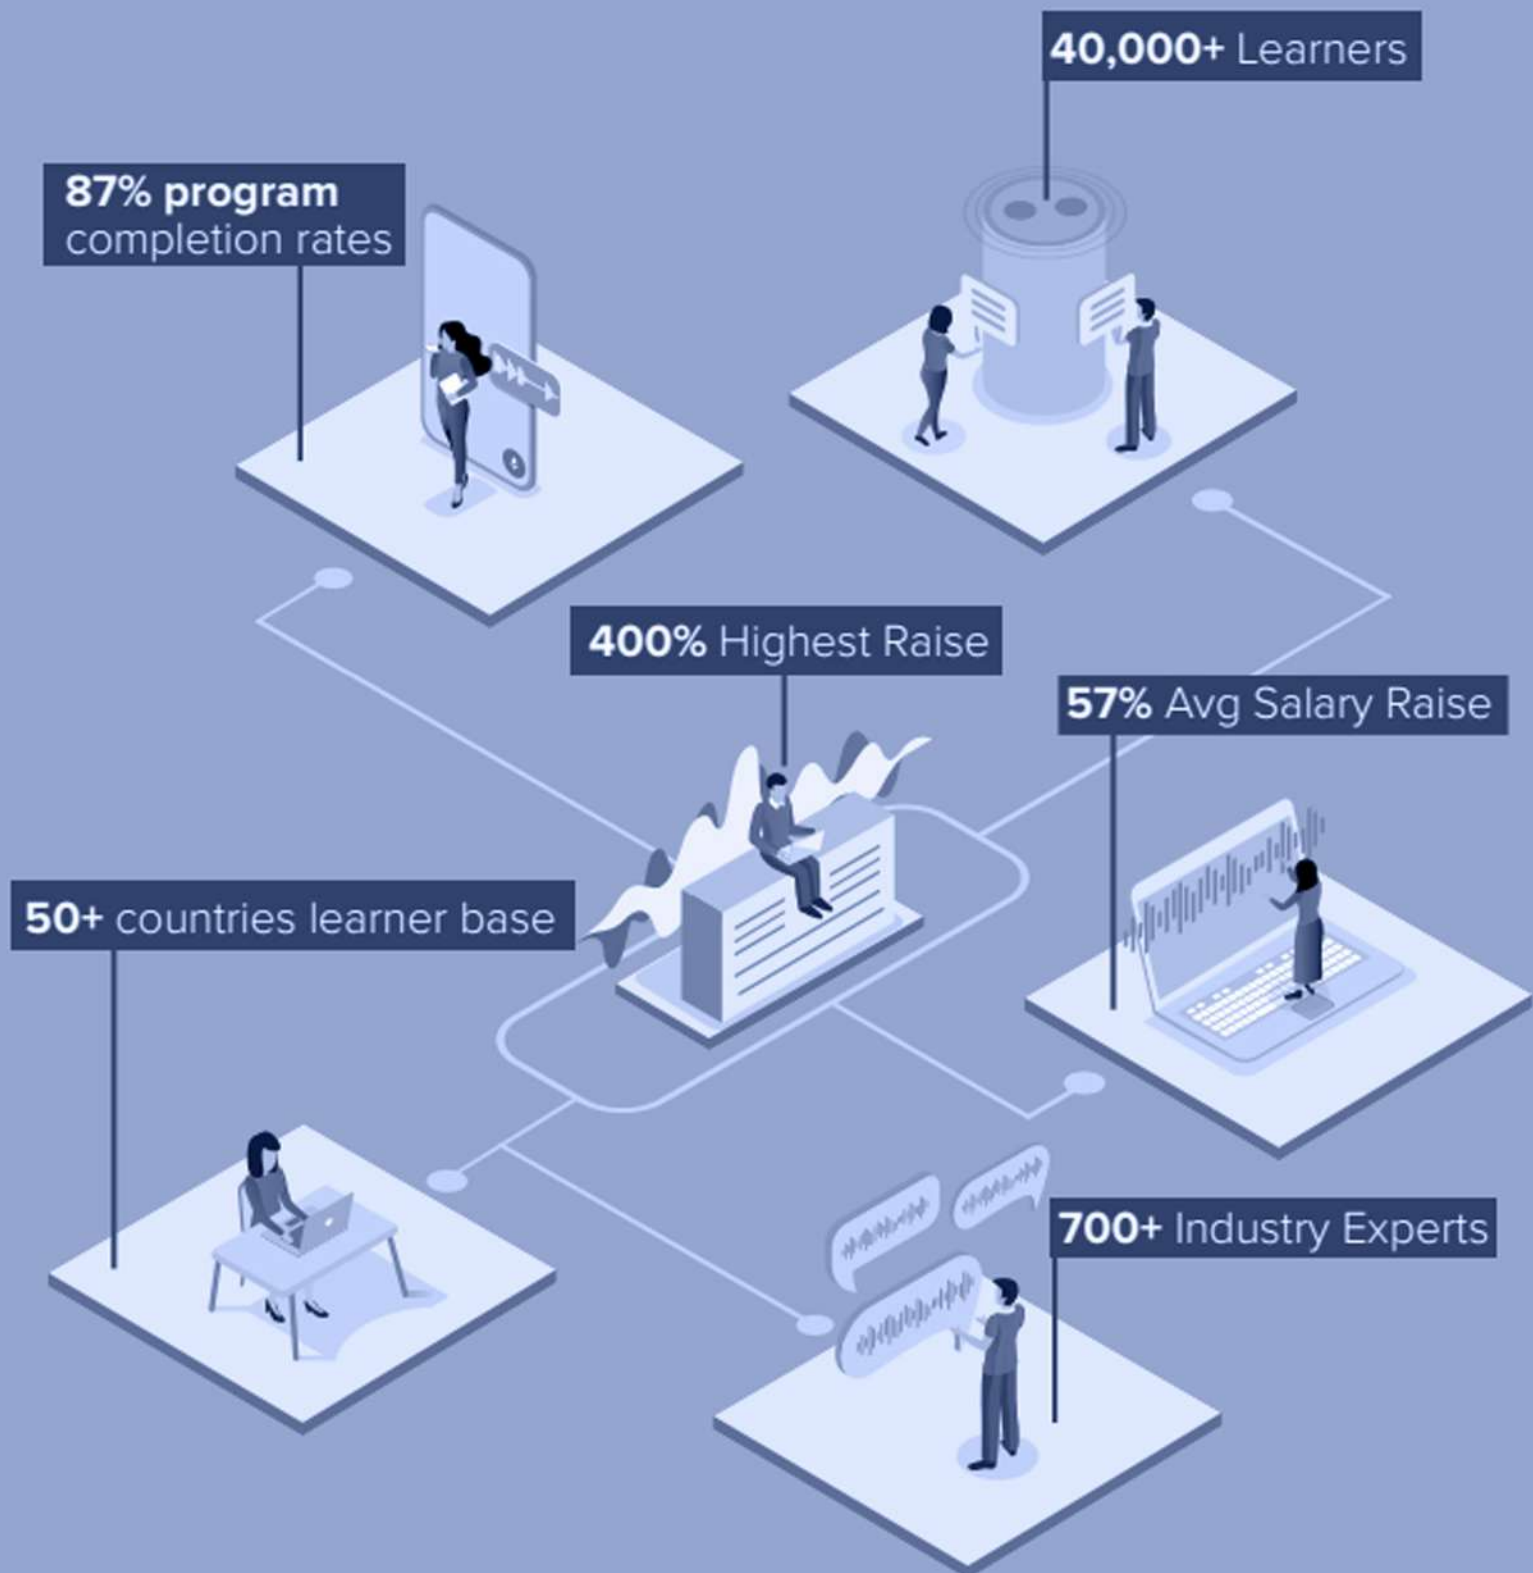 40,000+ Learners
87% program
completion rates
400% Highest Raise
57% Avg Salary Raise
50+ countries learner base
700+ Industry Experts